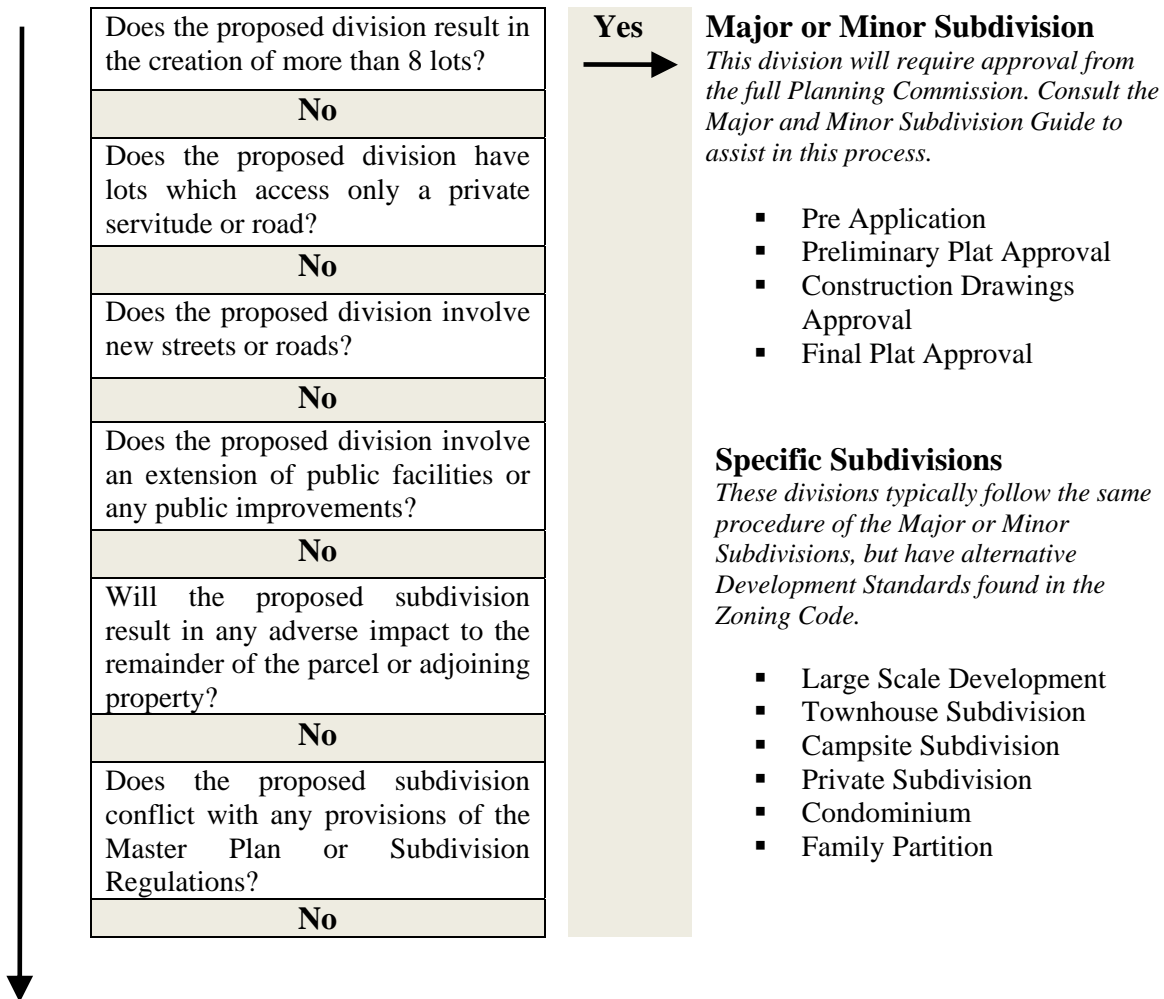 Does the proposed division result in
the creation of more than 8 lots?
No
Does the proposed division have
lots which access only a private
servitude or road?
No
Does the proposed division involve
new streets or roads?
No
Does the proposed division involve
an extension of public facilities or
any public improvements?
No
Will the proposed subdivision
result in any adverse impact to the
remainder of the parcel or adjoining
property?
No
Does the proposed subdivision
conflict with any provisions of the
Master Plan or Subdivision
Regulations?
No
Yes
Major or Minor Subdivision
This division will require approval from
the full Planning Commission. Consult the
Major and Minor Subdivision Guide to
assist in this process.
▪ Pre Application
▪ Preliminary Plat Approval
▪ Construction Drawings
Approval
▪ Final Plat Approval
Specific Subdivisions
These divisions typically follow the same
procedure of the Major or Minor
Subdivisions, but have alternative
Development Standards found in the
Zoning Code.
▪ Large Scale Development
▪ Townhouse Subdivision
▪ Campsite Subdivision
▪ Private Subdivision
▪ Condominium
▪ Family Partition